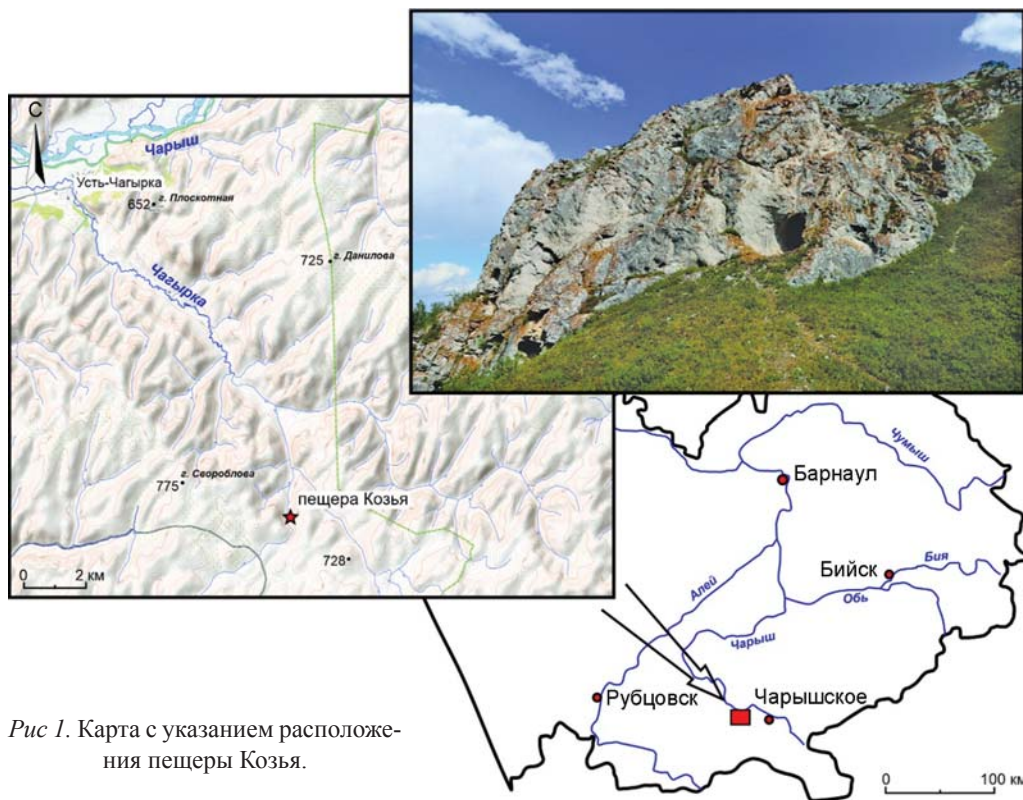 С
Чарыш
Усть-Чагырка
652
г. Плоскотная
725
г. Данилова
Чагырка
г. Свороблова
775
пещера Козья
728
0 2 км
Чумыш
Барнаул
Бийск
Бия
Алей
Обь
Чарыш
Рубцовск
Чарышское
0 100 км
Рис 1. Карта с указанием расположе-
ния пещеры Козья.